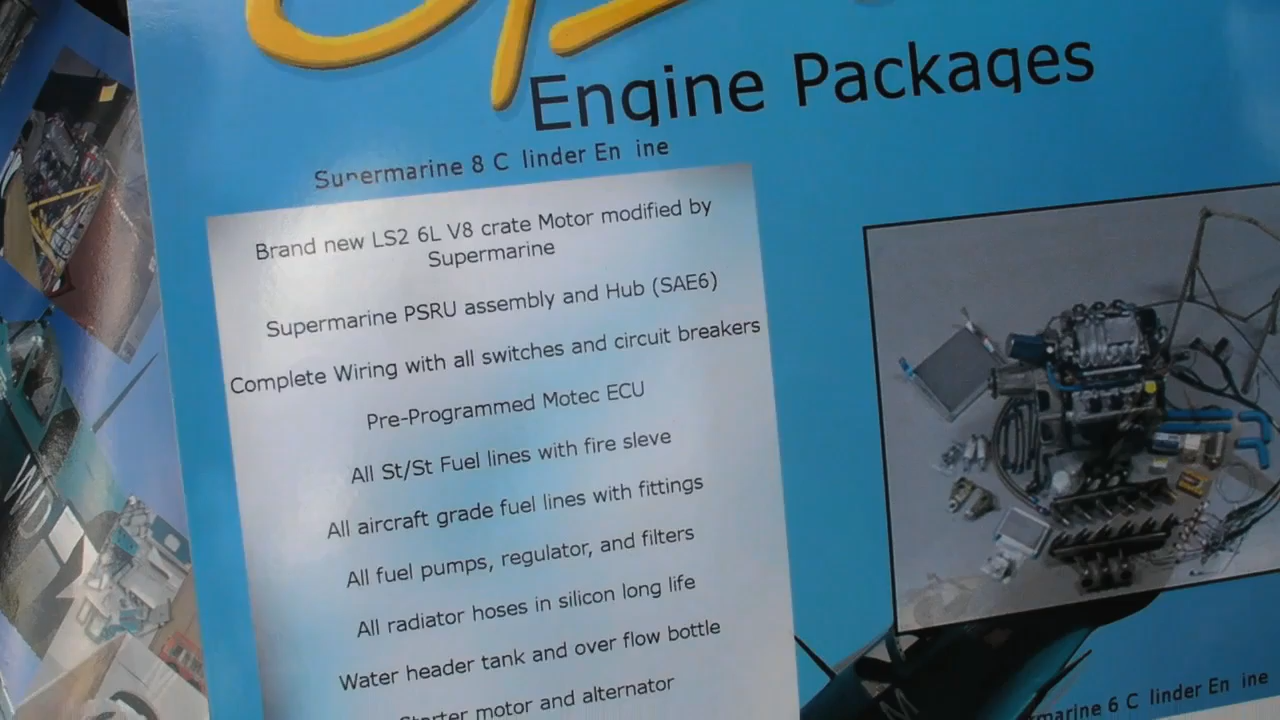 Engine Packages
Supermarine 8 C linder En ine
Brand new LS2 6L V8 crate Motor modified by
Supermarine
Supermarine PSRU assembly and Hub (SAE6)
Complete Wiring with all switches and circuit breakers
Pre-Programmed Motec ECU
All St/St Fuel lines with fire sleve
All aircraft grade fuel lines with fittings
All fuel pumps, regulator, and filters
All radiator hoses in silicon long life
Water header tank and over flow bottle
Starter motor and alternator
marine 6 C linder En ine